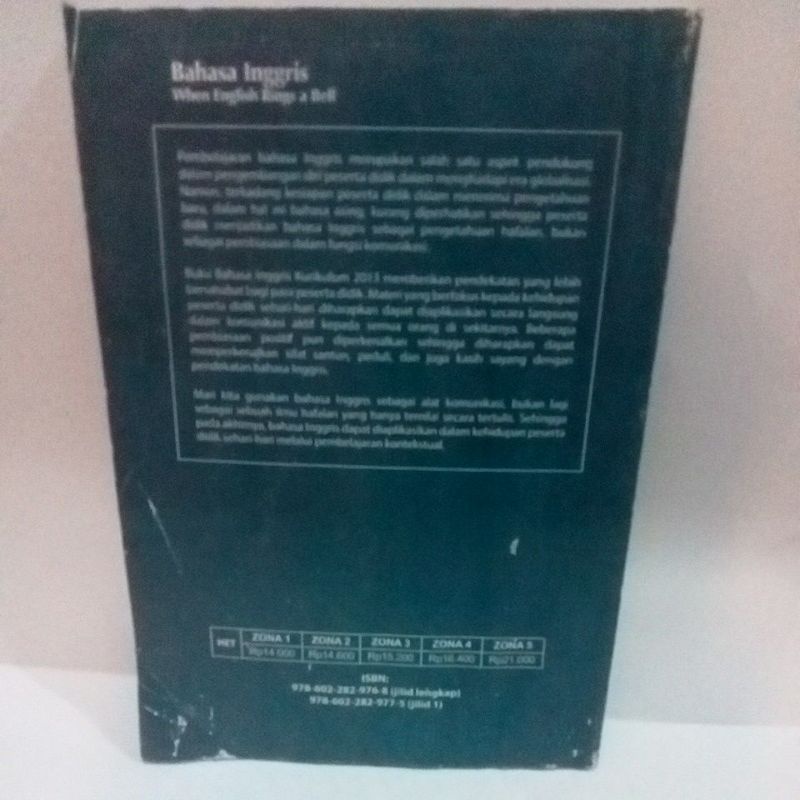 Bahasa Inggris
When English Rings a Bell
Pembelajaran bahasa Inggris merupakan salah satu aspek pendukung
dalam pengembangan diri peserta didik dalam menghadapi era globalisasi.
Namun, terkadang peserta didik dalam menerima pengetahuan
baru, dalam hal ini bahasa asing, kurang diperhatikan sehingga peserta
didik menjadikan bahasa Inggris sebagai pengetahuan hafalan, bukan
sebagai pembiasaan dalam fungsi komunikasi.
Buku Bahasa Inggris Kurikulum 2013 memberikan pendekatan yang lebih
bersahabat bagi para peserta didik. Materi yang berfokus kepada kehidupan
peserta didik sehari-hari diharapkan dapat diaplikasikan secara langsung
dalam komunikasi aktif kepada semua orang di sekitarnya. Beberapa
pembiasaan positif pun diperkenalkan sehingga diharapkan dapat
memperkenalkan sifat santun, peduli, dan juga kasih sayang dengan
pendekatan bahasa Inggris.
Mari kita gunakan bahasa Inggris sebagai alat komunikasi, bukan lagi
sebagai sebuah ilmu hafalan yang hanya bernilai secara tertulis. Sehingga
pada akhirnya, bahasa Inggris dapat diaplikasikan dalam kehidupan peserta
didik sehari-hari melalui pembelajaran kontekstual.
HET ZONA 1 ZONA 2 ZONA 3 ZONA 4 ZONA 5
Rp14.000 Rp14.600 Rp15.300 Rp16.400 Rp21.000
ISBN:
978-602-282-976-8 (jilid lengkap)
978-602-282-977-5 (jilid 1)